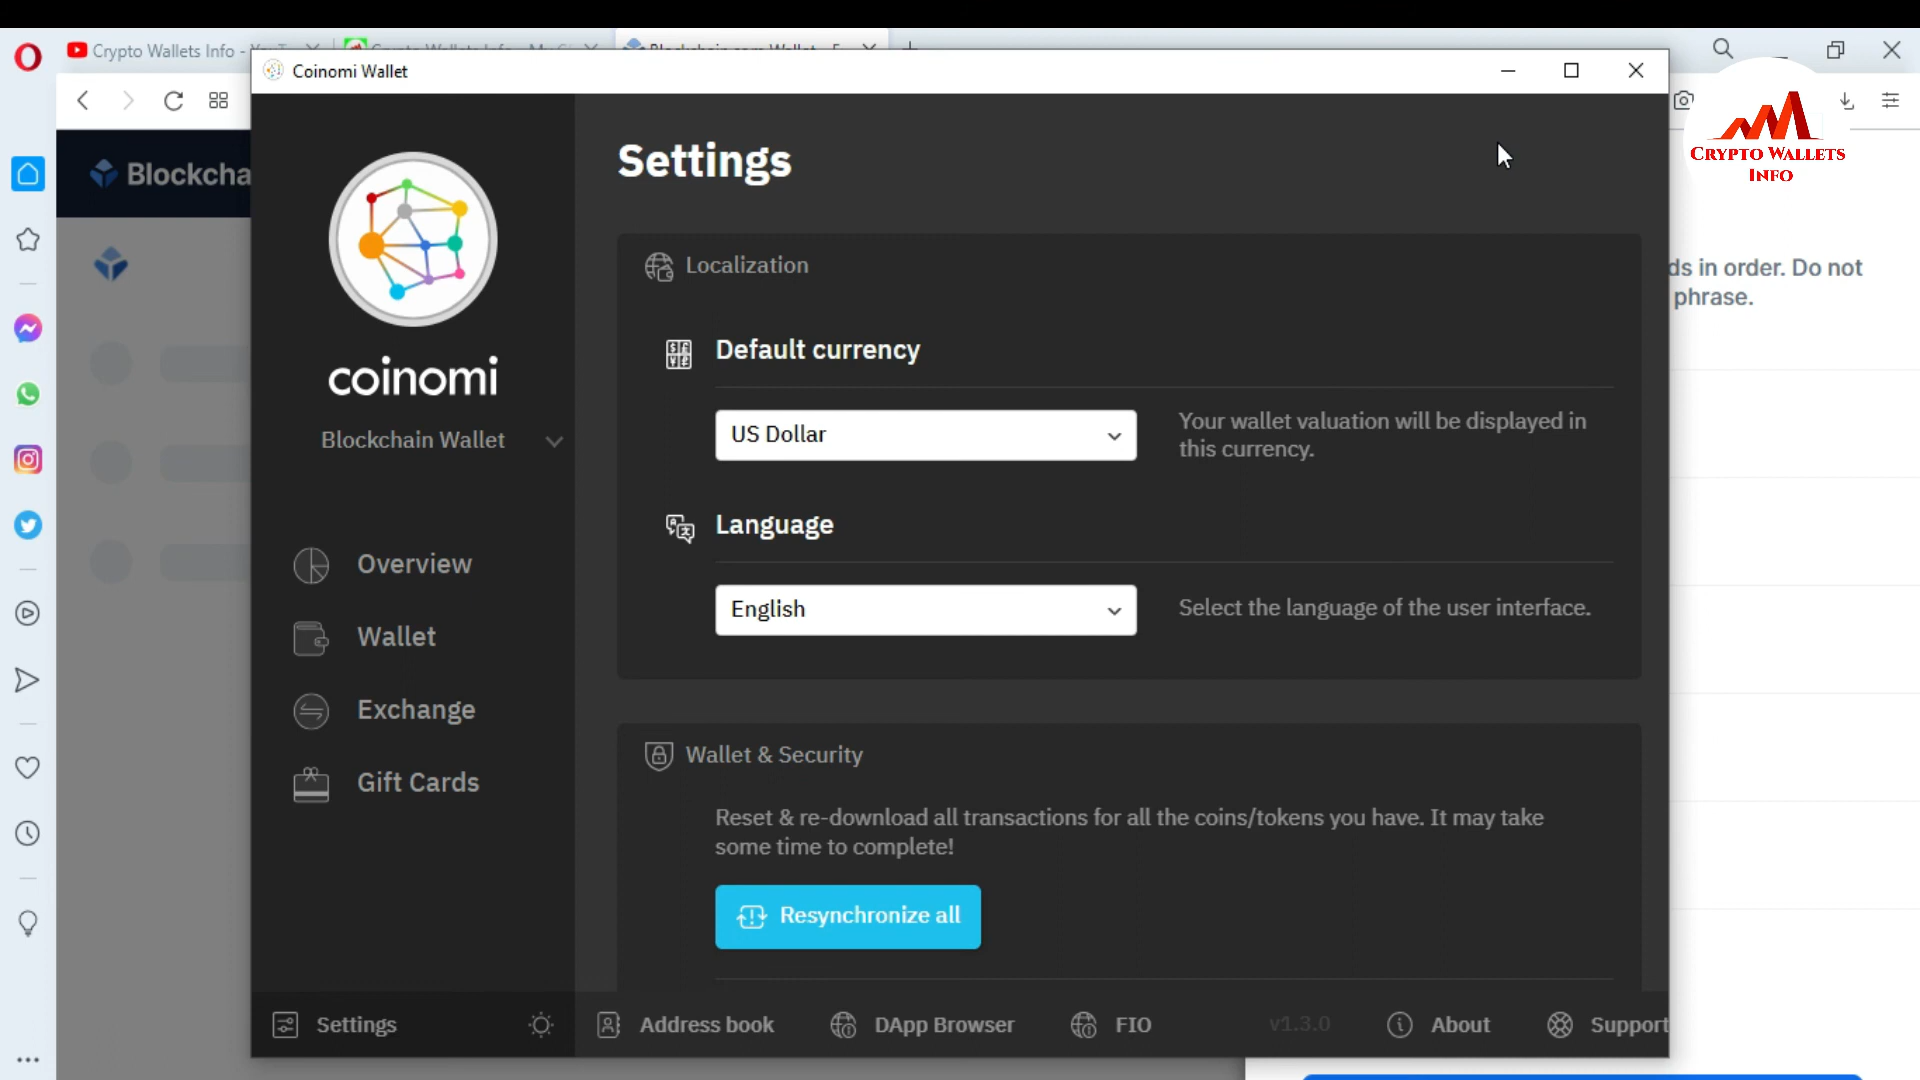 Crypto Wallets Info -
Coinomi Wallet
CRYPTO WALLETS
INFO
Blockcha
Settings
ds in order. Do not
phrase.
Localization
Default currency
coinomi
Blockchain Wallet
US Dollar
Your wallet valuation will be displayed in
this currency.
Language
English
Select the language of the user interface.
Overview
Wallet
Exchange
Gift Cards
Wallet & Security
Reset & re-download all transactions for all the coins/tokens you have. It may take
some time to complete!
Resynchronize all
Settings
Address book
DApp Browser
FIO
v1.3.0
About
Support